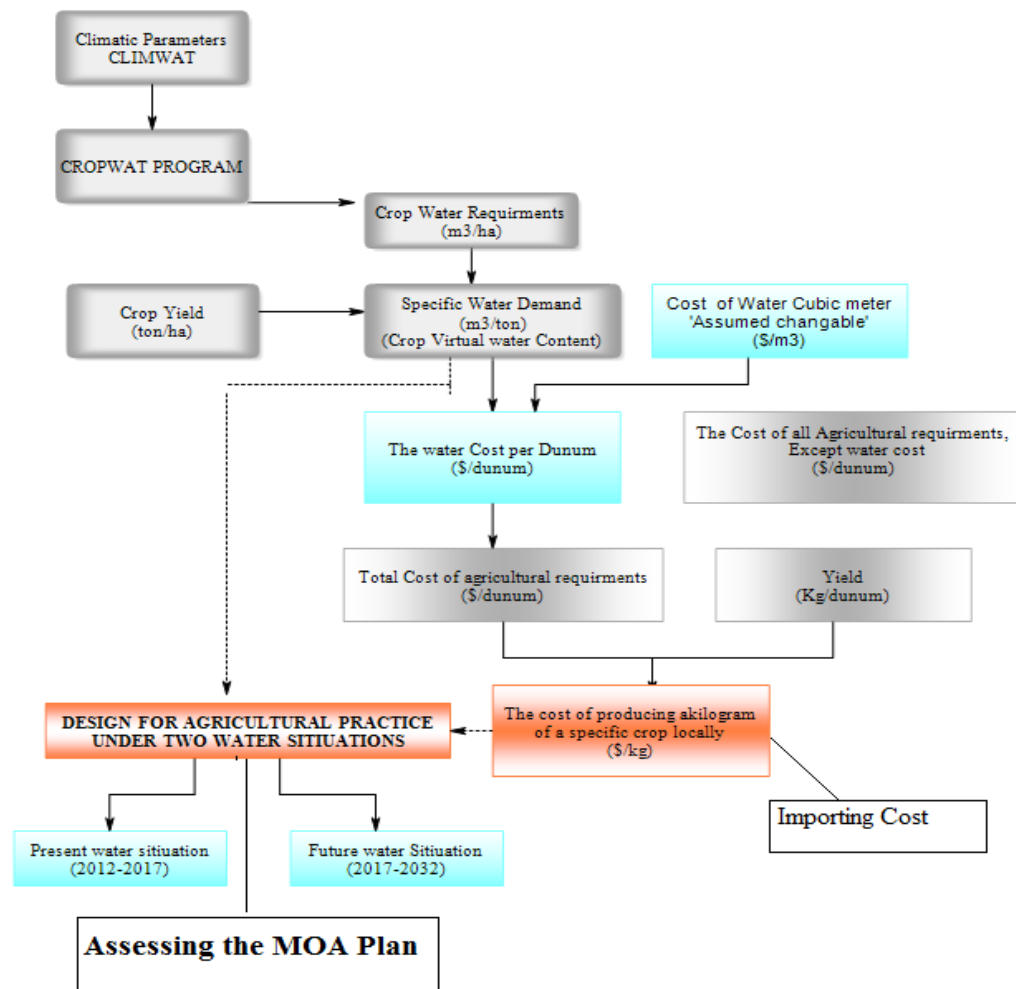 Climatic Parameters
CLIMWAT
CROPWAT PROGRAM
Crop Water Requirments
(m3/ha)
Crop Yield
(ton/ha)
Specific Water Demand
(m3/ton)
(Crop Virtual water Content)
Cost of Water Cubic meter
'Assumed changable'
($/m3)
The water Cost per Dunum
($/dunum)
The Cost of all Agricultural requirments,
Except water cost
($/dunum)
Total Cost of agricultural requirments
($/dunum)
Yield
(Kg/dunum)
DESIGN FOR AGRICULTURAL PRACTICE
UNDER TWO WATER SITIUATIONS
The cost of producing akilogram
of a specific crop locally
($/kg)
Importing Cost
Present water sitiuation
(2012-2017)
Future water Sitiuation
(2017-2032)
Assessing the MOA Plan